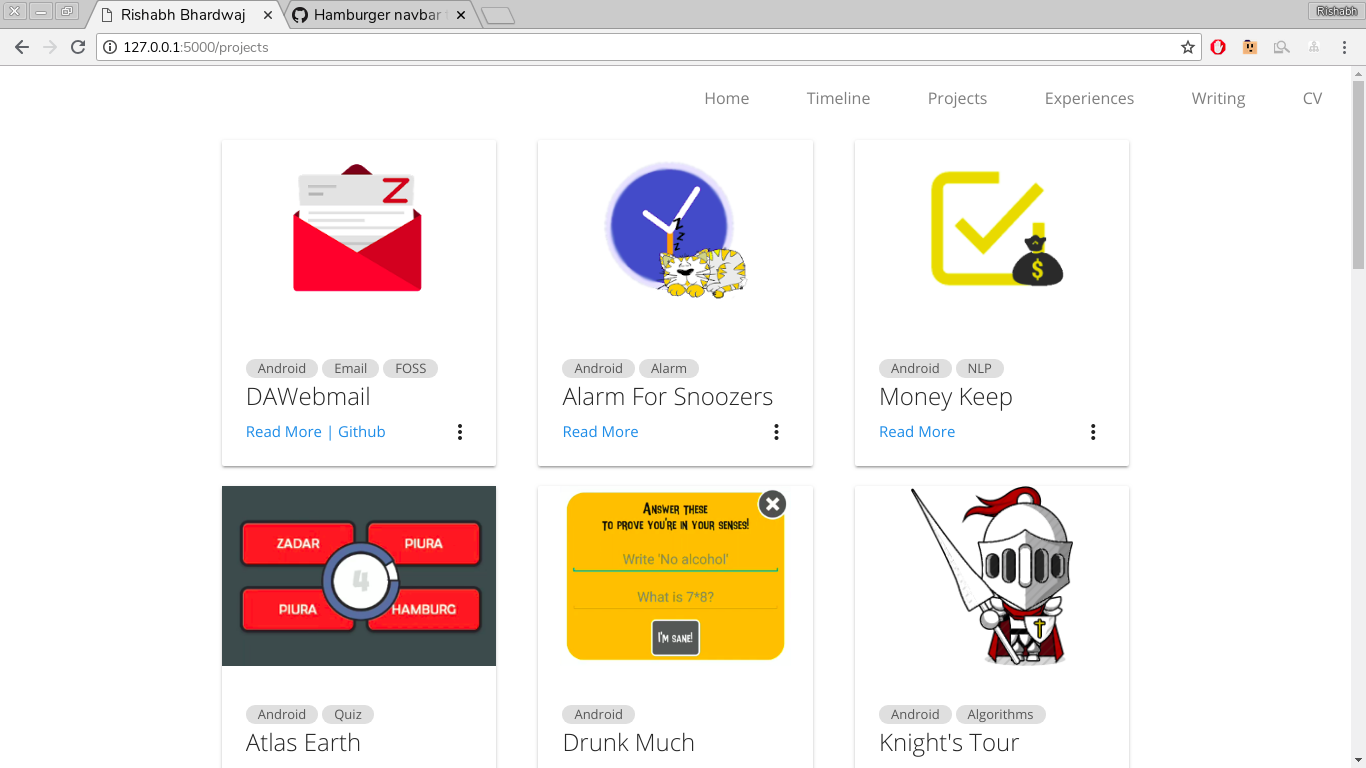 Rishabh Bhardwaj
Hamburger navbar
Rishabh
127.0.0.1:5000/projects
Home Timeline Projects Experiences Writing CV
Z
z z z
$
Android Email FOSS
DAWebmail
Read More | Github
Android Alarm
Alarm For Snoozers
Read More
Android NLP
Money Keep
Read More
ZADAR PIURA
4
PIURA HAMBURG
Android Quiz
Atlas Earth
Answer these
to prove you're in your senses!
Write 'No alcohol'
What is 7*8?
I'm sane!
Android
Drunk Much
Android Algorithms
Knight's Tour